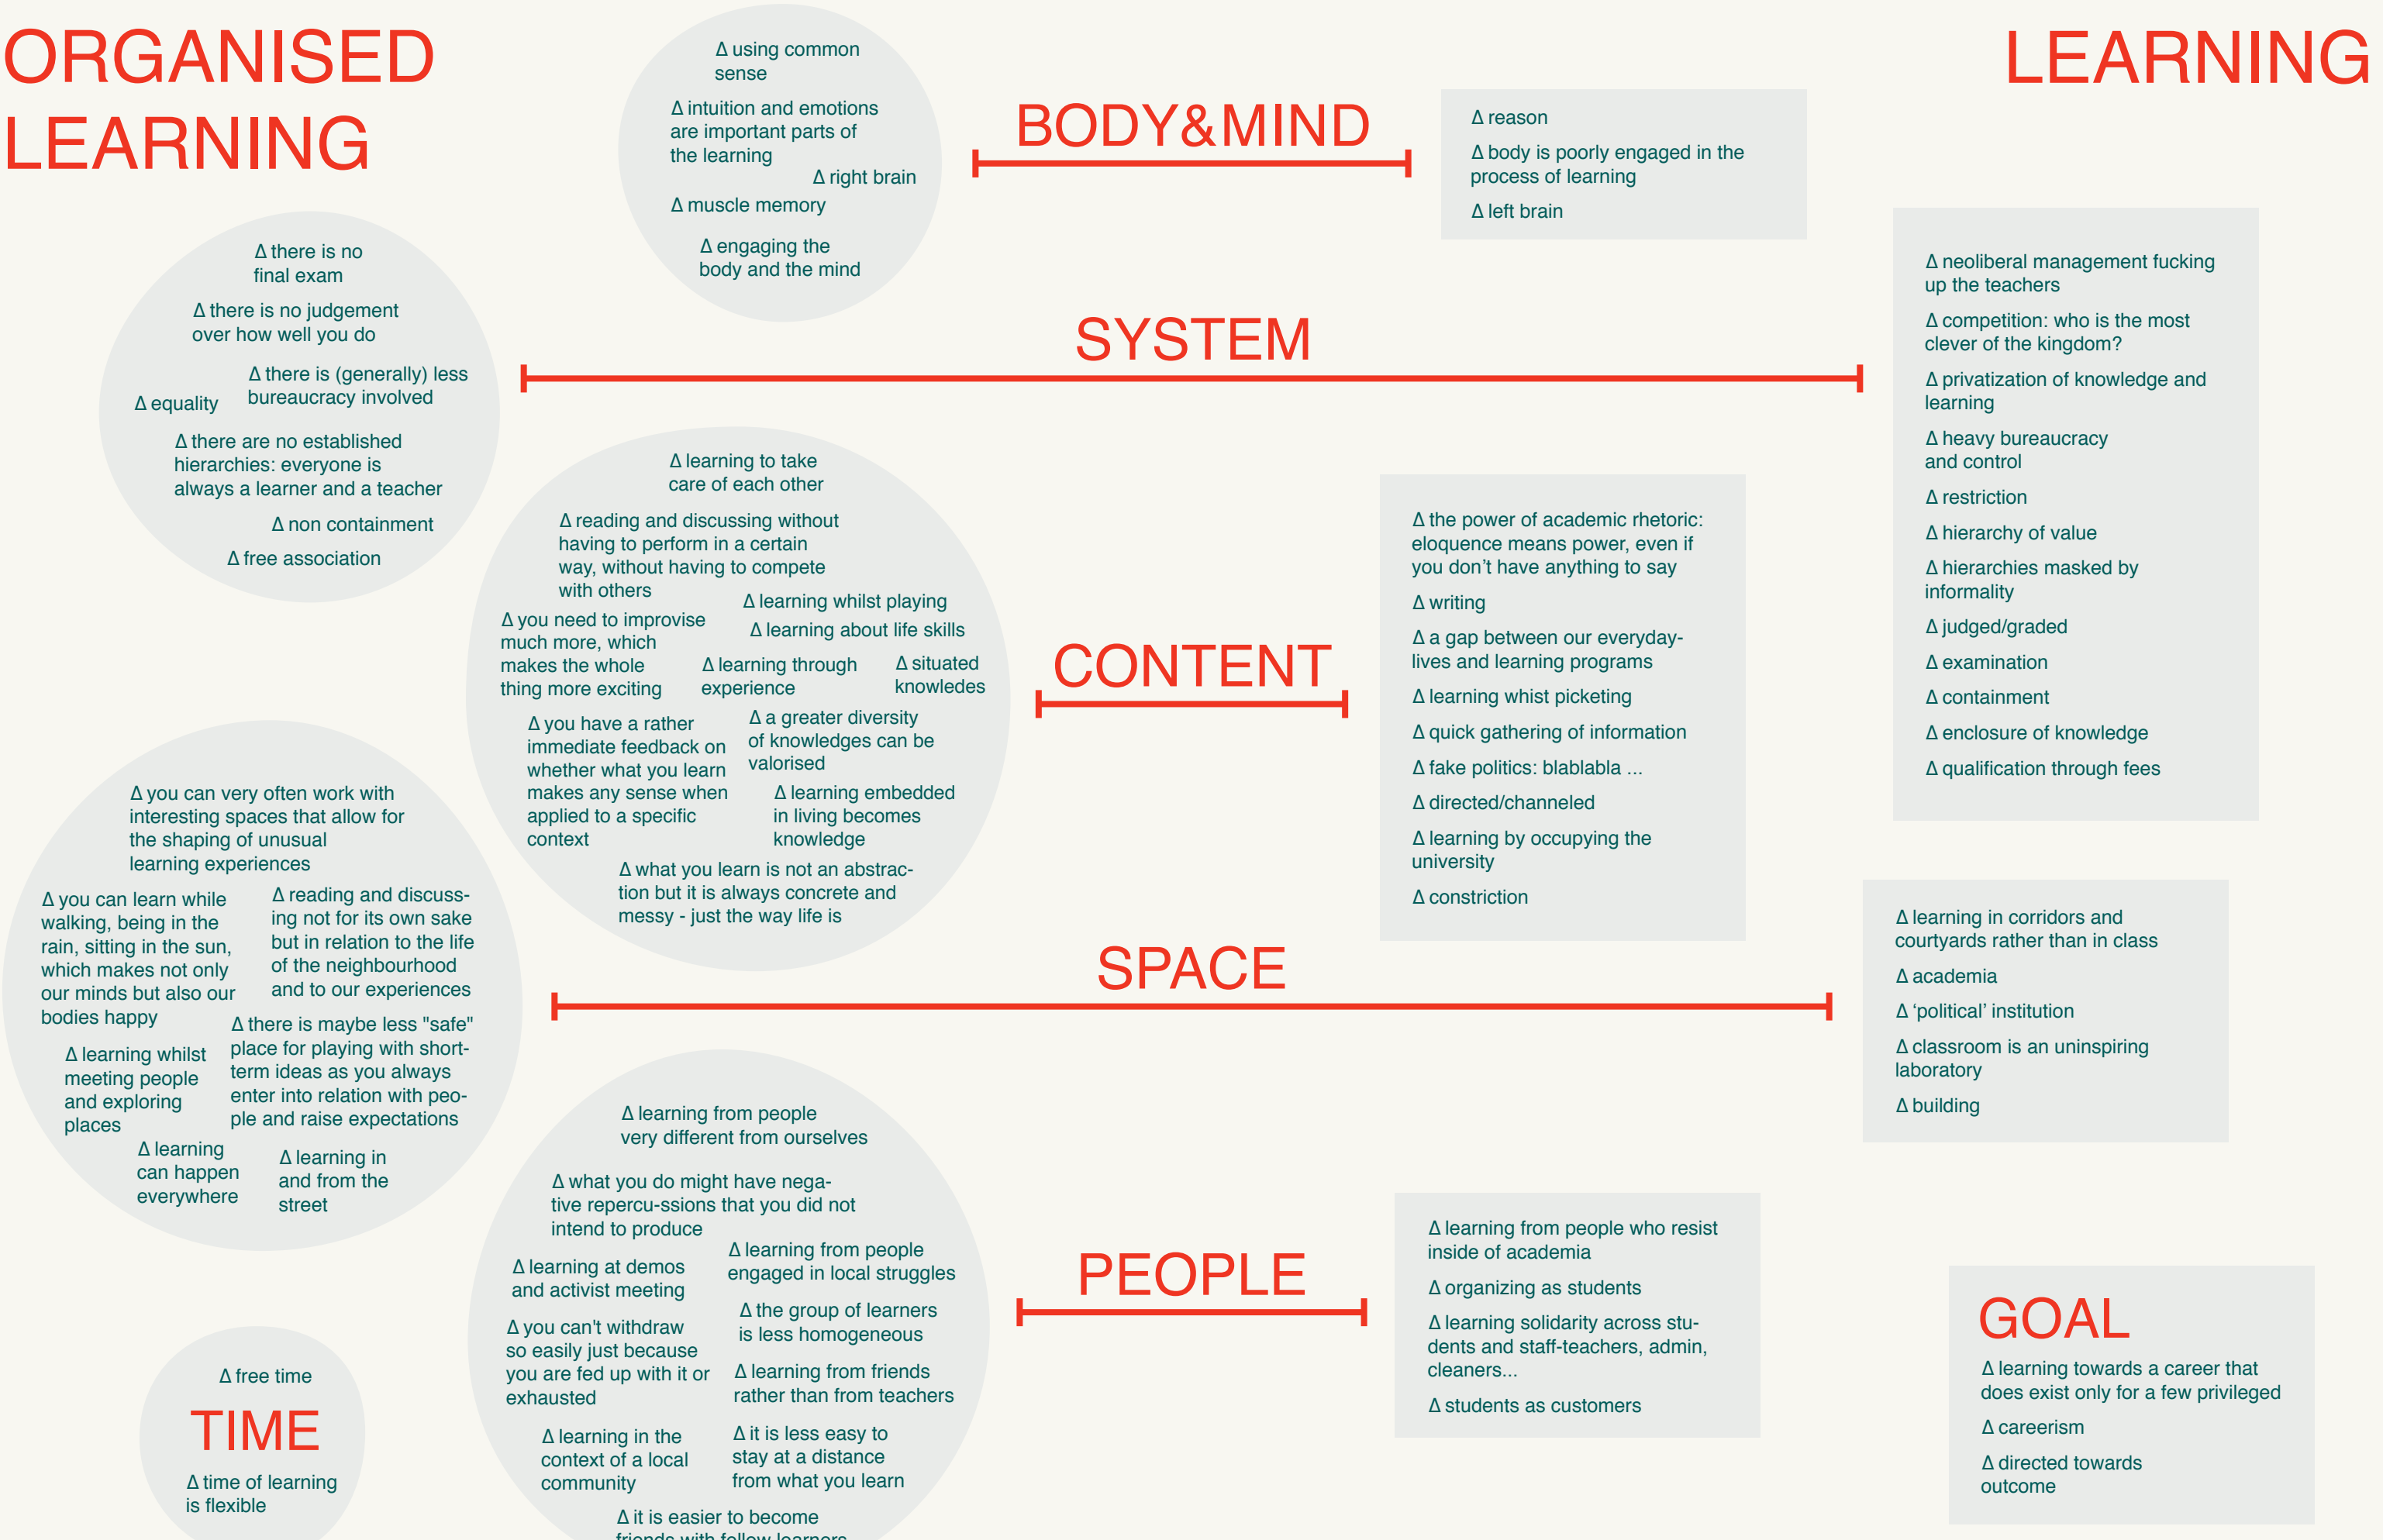 ORGANISED
LEARNING
LEARNING
Δ using common
sense
Δ intuition and emotions
are important parts of
the learning
Δ right brain
Δ muscle memory
Δ engaging the
body and the mind
BODY&MIND
Δ reason
Δ body is poorly engaged in the
process of learning
Δ left brain
Δ there is no
final exam
Δ there is no judgement
over how well you do
Δ there is (generally) less
bureaucracy involved
Δ equality
Δ there are no established
hierarchies: everyone is
always a learner and a teacher
Δ non containment
Δ free association
SYSTEM
Δ neoliberal management fucking
up the teachers
Δ competition: who is the most
clever of the kingdom?
Δ privatization of knowledge and
learning
Δ heavy bureaucracy
and control
Δ restriction
Δ hierarchy of value
Δ hierarchies masked by
informality
Δ judged/graded
Δ examination
Δ containment
Δ enclosure of knowledge
Δ qualification through fees
Δ learning to take
care of each other
Δ reading and discussing without
having to perform in a certain
way, without having to compete
with others
Δ learning whilst playing
Δ you need to improvise
much more, which
makes the whole
thing more exciting
Δ learning about life skills
Δ learning through
experience
Δ situated
knowledes
Δ you have a rather
immediate feedback on
whether what you learn
makes any sense when
applied to a specific
context
Δ a greater diversity
of knowledges can be
valorised
Δ learning embedded
in living becomes
knowledge
Δ what you learn is not an abstrac-
tion but it is always concrete and
messy - just the way life is
CONTENT
Δ the power of academic rhetoric:
eloquence means power, even if
you don’t have anything to say
Δ writing
Δ a gap between our everyday-
lives and learning programs
Δ learning whist picketing
Δ quick gathering of information
Δ fake politics: blablabla ...
Δ directed/channeled
Δ learning by occupying the
university
Δ constriction
Δ you can very often work with
interesting spaces that allow for
the shaping of unusual
learning experiences
Δ you can learn while
walking, being in the
rain, sitting in the sun,
which makes not only
our minds but also our
bodies happy
Δ reading and discuss-
ing not for its own sake
but in relation to the life
of the neighbourhood
and to our experiences
Δ there is maybe less "safe"
place for playing with short-
term ideas as you always
enter into relation with peo-
ple and raise expectations
Δ learning whilst
meeting people
and exploring
places
Δ learning
can happen
everywhere
Δ learning in
and from the
street
SPACE
Δ learning in corridors and
courtyards rather than in class
Δ academia
Δ ‘political’ institution
Δ classroom is an uninspiring
laboratory
Δ building
Δ learning from people
very different from ourselves
Δ what you do might have nega-
tive repercu-ssions that you did not
intend to produce
Δ learning at demos
and activist meeting
Δ learning from people
engaged in local struggles
Δ the group of learners
is less homogeneous
Δ you can't withdraw
so easily just because
you are fed up with it or
exhausted
Δ learning from friends
rather than from teachers
Δ learning in the
context of a local
community
Δ it is less easy to
stay at a distance
from what you learn
Δ it is easier to become
friends with fellow learners
PEOPLE
Δ learning from people who resist
inside of academia
Δ organizing as students
Δ learning solidarity across stu-
dents and staff-teachers, admin,
cleaners...
Δ students as customers
Δ free time
TIME
Δ time of learning
is flexible
GOAL
Δ learning towards a career that
does exist only for a few privileged
Δ careerism
Δ directed towards
outcome